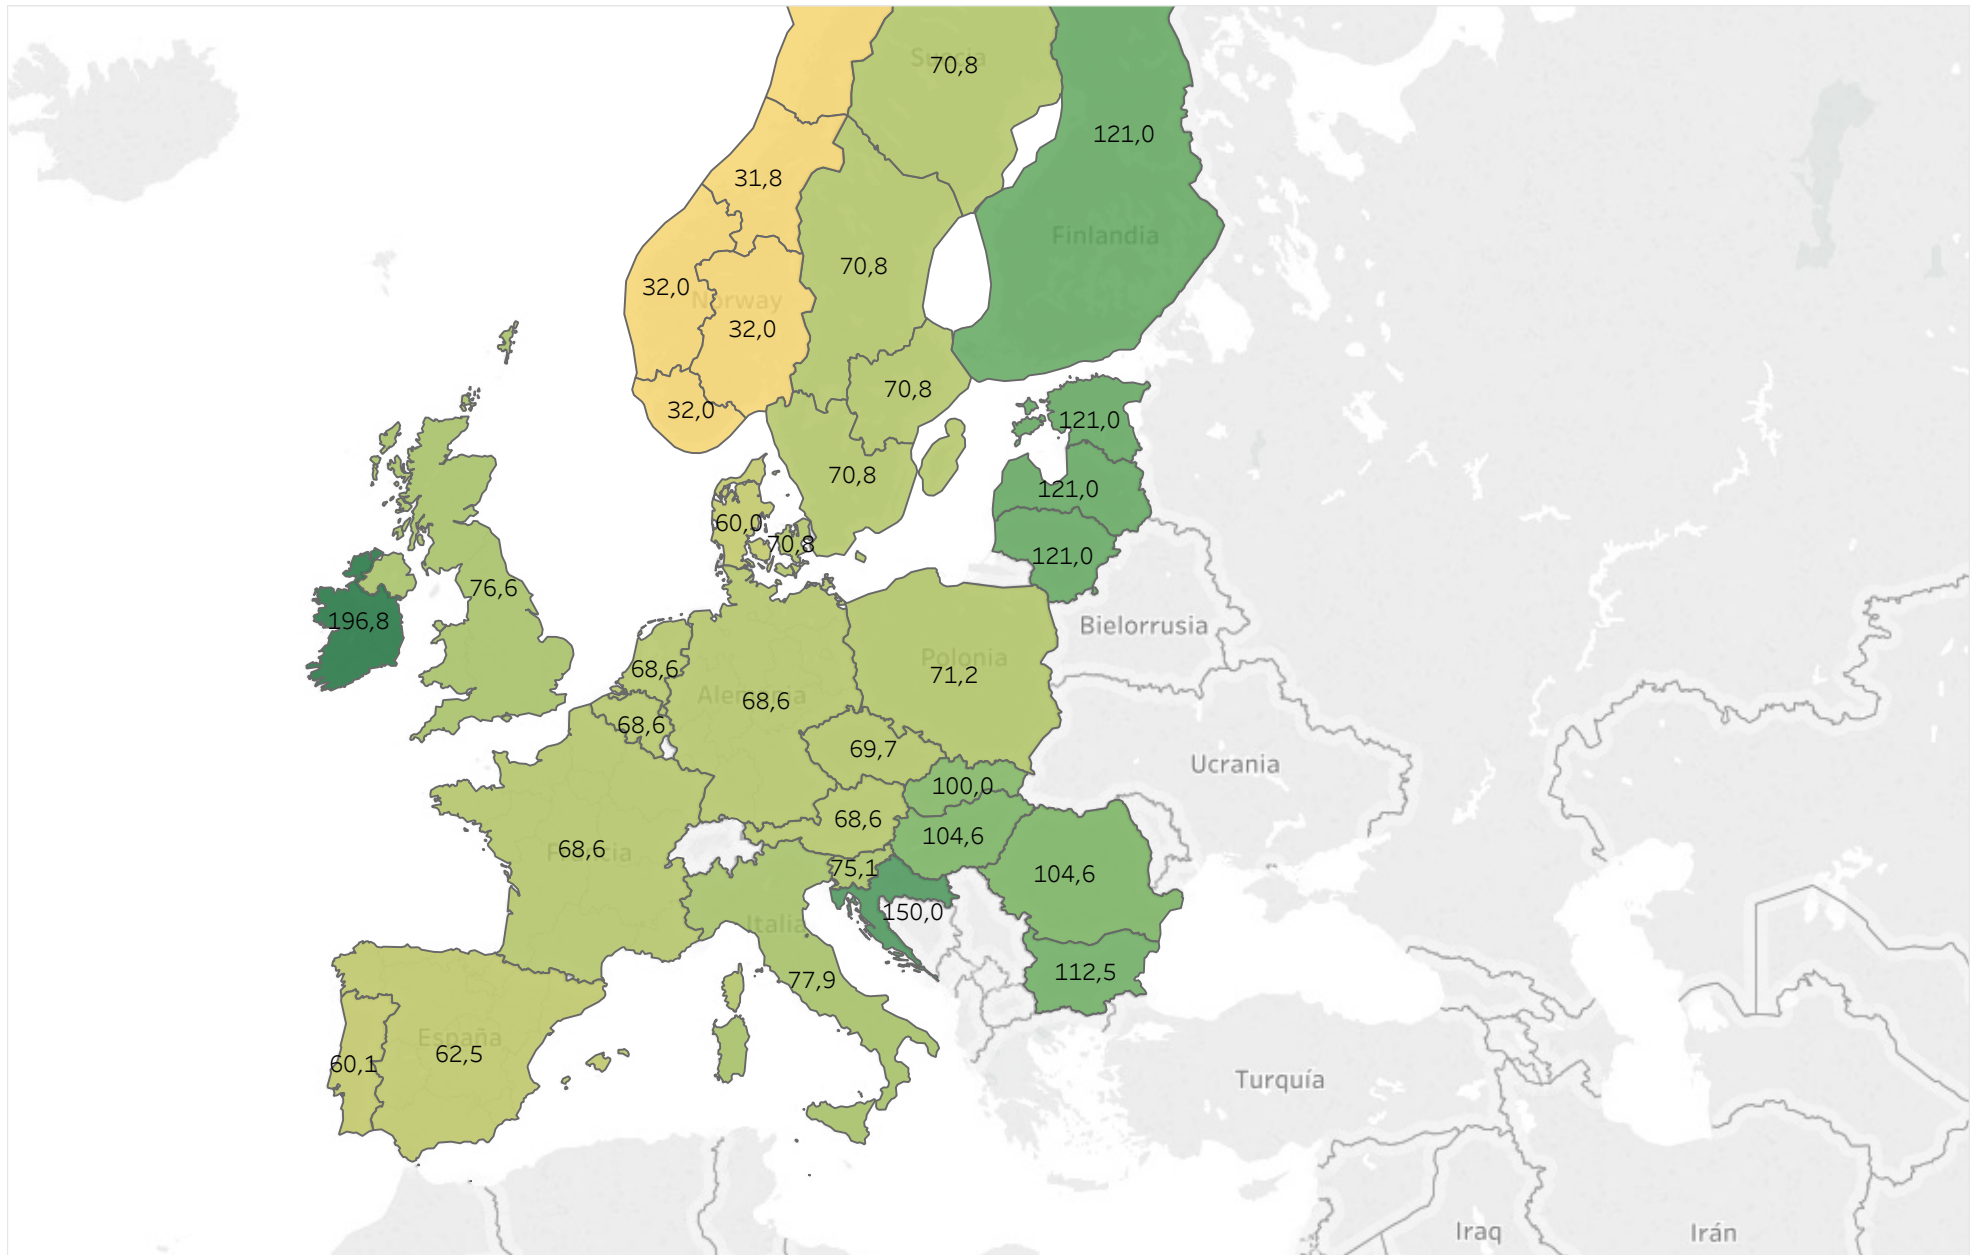 Suecia
70,8
121,0
31,8
Finlandia
70,8
32,0
Norway
32,0
70,8
32,0
121,0
70,8
121,0
60,0
70,8
121,0
76,6
196,8
Bielorrusia
Polonia
68,6
71,2
Alemania
68,6
68,6
69,7
Ucrania
100,0
68,6
104,6
68,6
Francia
75,1
104,6
150,0
Italia
112,5
77,9
España
62,5
60,1
Turquía
Iraq
Irán